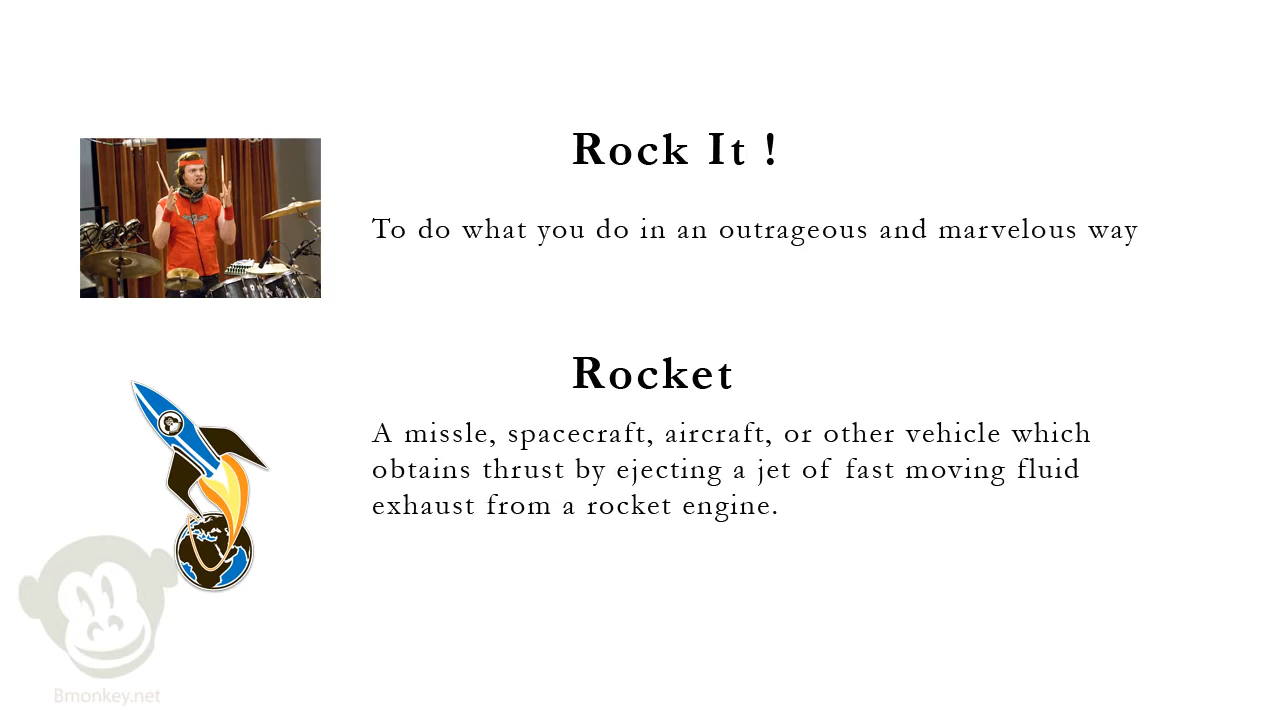 Rock It !
To do what you do in an outrageous and marvelous way
Rocket
A missle, spacecraft, aircraft, or other vehicle which
obtains thrust by ejecting a jet of fast moving fluid
exhaust from a rocket engine.
Bmonkey.net